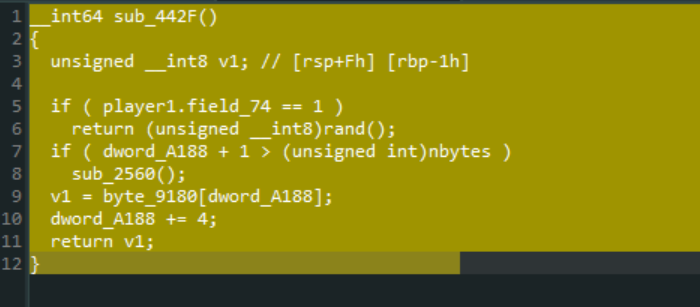 1 __int64 sub_442F()
2 {
3 unsigned __int8 v1; // [rsp+Fh] [rbp-1h]
4
5 if ( player1.field_74 == 1 )
6 return (unsigned __int8)rand();
7 if ( dword_A188 + 1 > (unsigned int)nbytes )
8 sub_2560();
9 v1 = byte_9180[dword_A188];
10 dword_A188 += 4;
11 return v1;
12 }